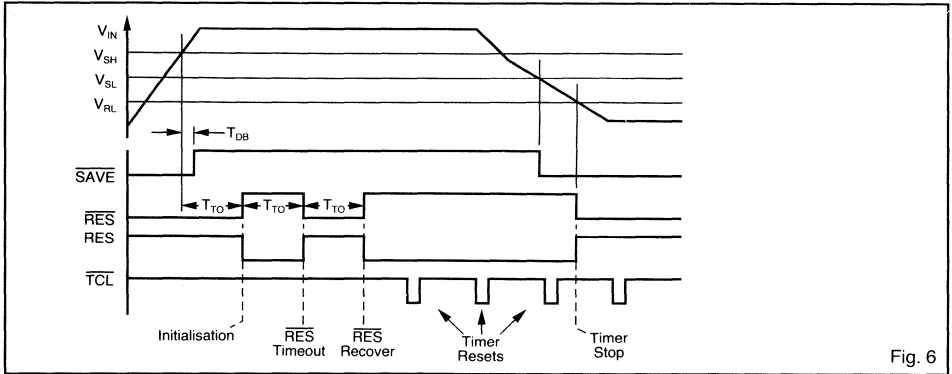 V_IN
V_SH
V_SL
V_RL
T_DB
SAVE
T_TO T_TO T_TO
RES
RES
TCL
Initialisation
RES
Timeout
RES
Recover
Timer
Resets
Timer
Stop
Fig. 6